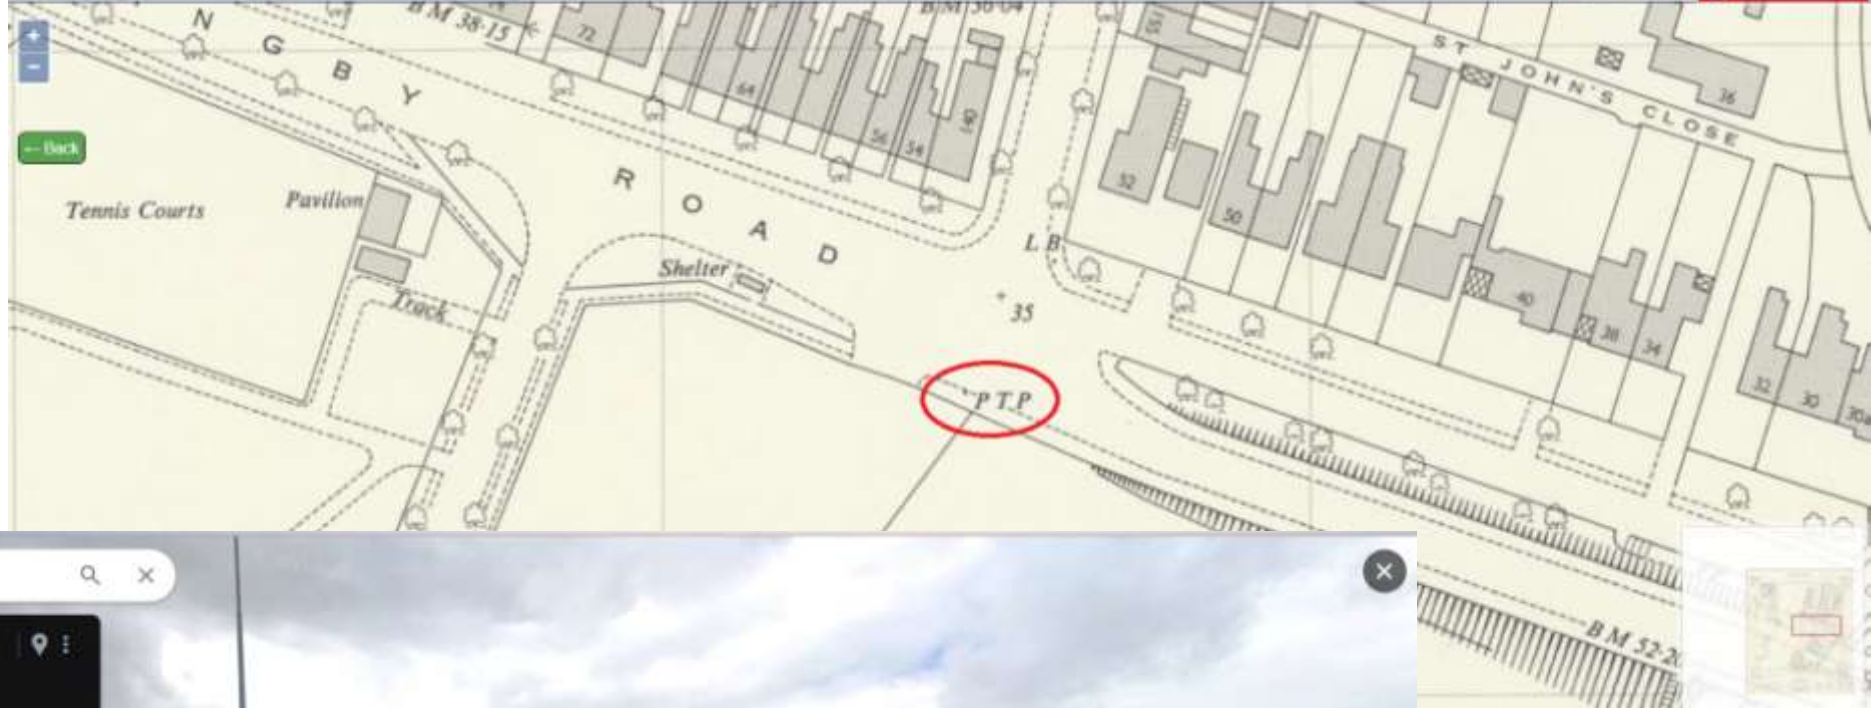 N G B Y
R O A D
B M 38·15
72
64
56
54
ST JOHN'S CLOSE
36
+
−
← Back
Tennis Courts
Pavilion
52
50
L B
Shelter
Track
35
40
38
34
32
30
P T P
B M 52·2